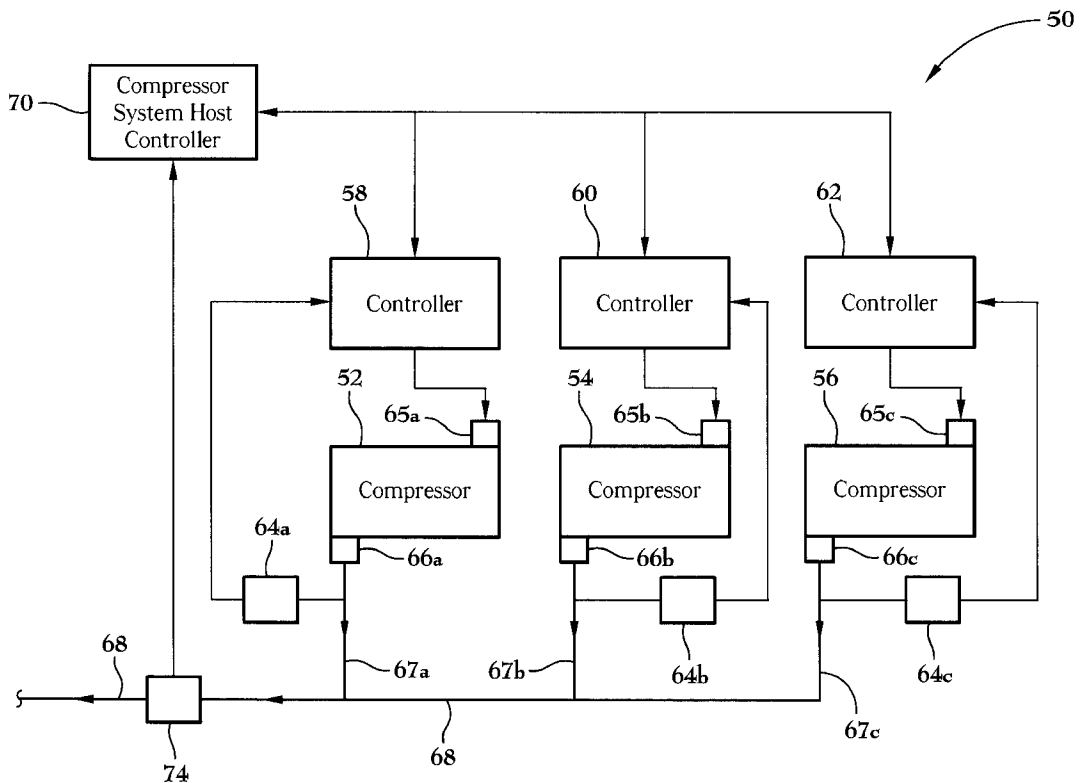 50
70
Compressor
System Host
Controller
58
60
62
Controller
Controller
Controller
52
54
56
65a
65b
65c
Compressor
Compressor
Compressor
64a
66a
66b
66c
68
67a
67b
64b
64c
68
67c
74